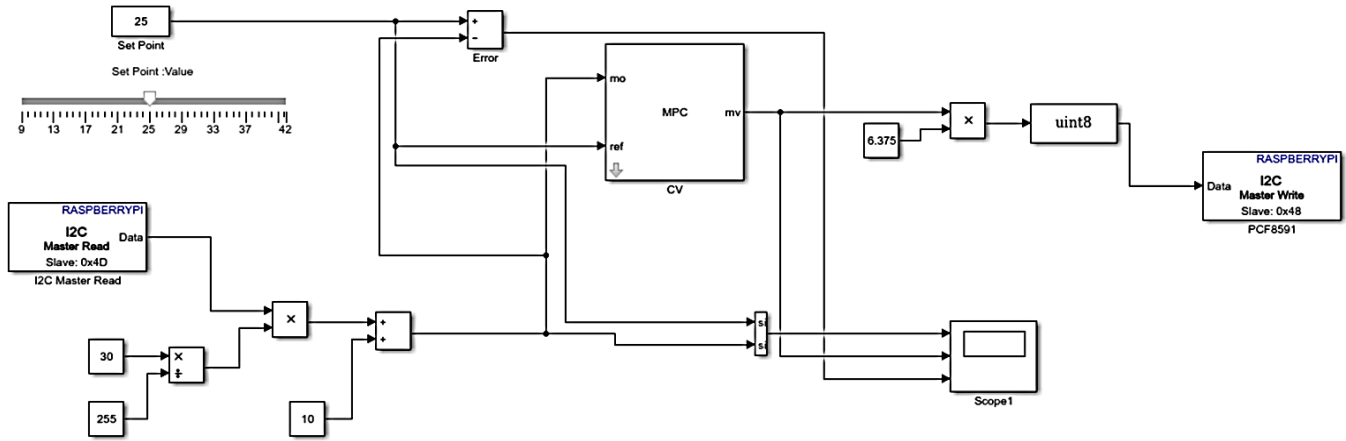 25
Set Point
Set Point :Value
9 13 17 21 25 29 33 37 42
+
−
Error
mo
MPC
mv
ref
CV
×
6.375
uint8
RASPBERRYPI
I2C
Data
Master Write
Slave: 0x48
PCF8591
RASPBERRYPI
I2C
Data
Master Read
Slave: 0x4D
I2C Master Read
×
+
+
30
×
÷
255
10
si
si
Scope1